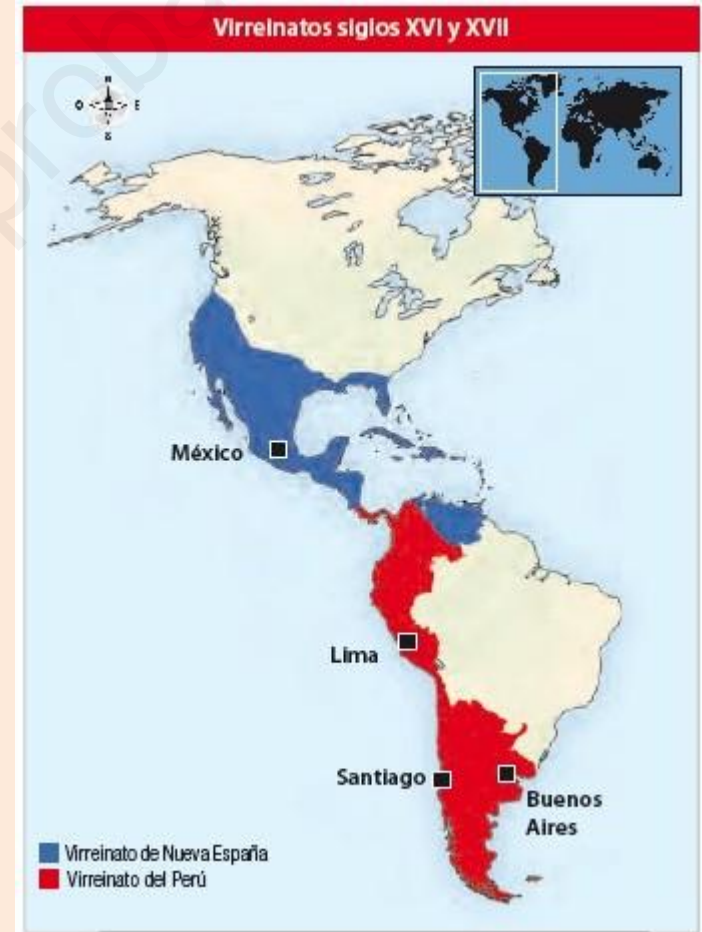 Virreinatos siglos XVI y XVII
N
O E
S
México
Lima
Santiago
Buenos
Aires
Virreinato de Nueva España
Virreinato del Perú